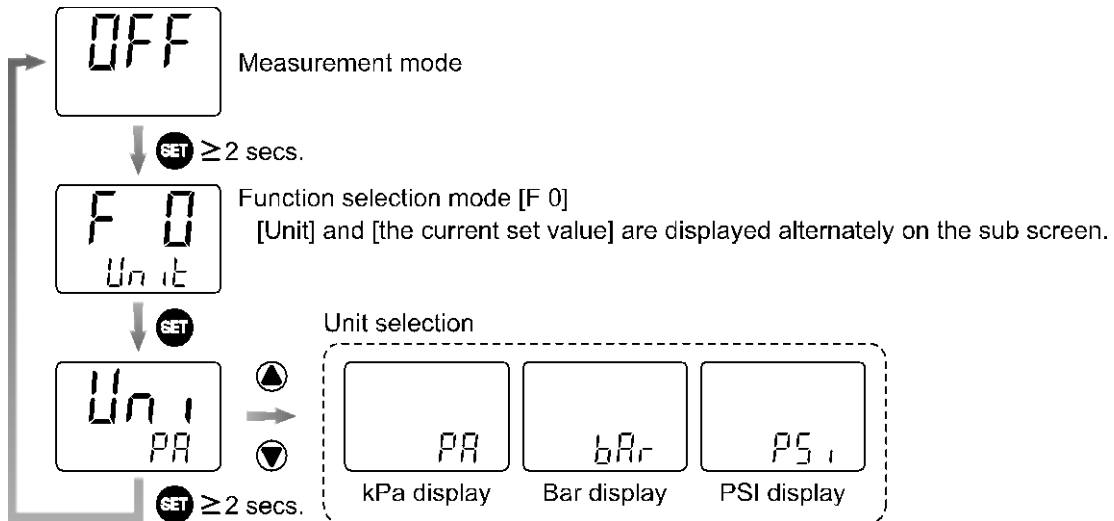 OFF
Measurement mode
SET ≧2 secs.
F 0
Unit
Function selection mode [F 0]
[Unit] and [the current set value] are displayed alternately on the sub screen.
SET
Unit selection
Uni
PA
PA
bAr
PSi
kPa display
Bar display
PSI display
SET ≧2 secs.